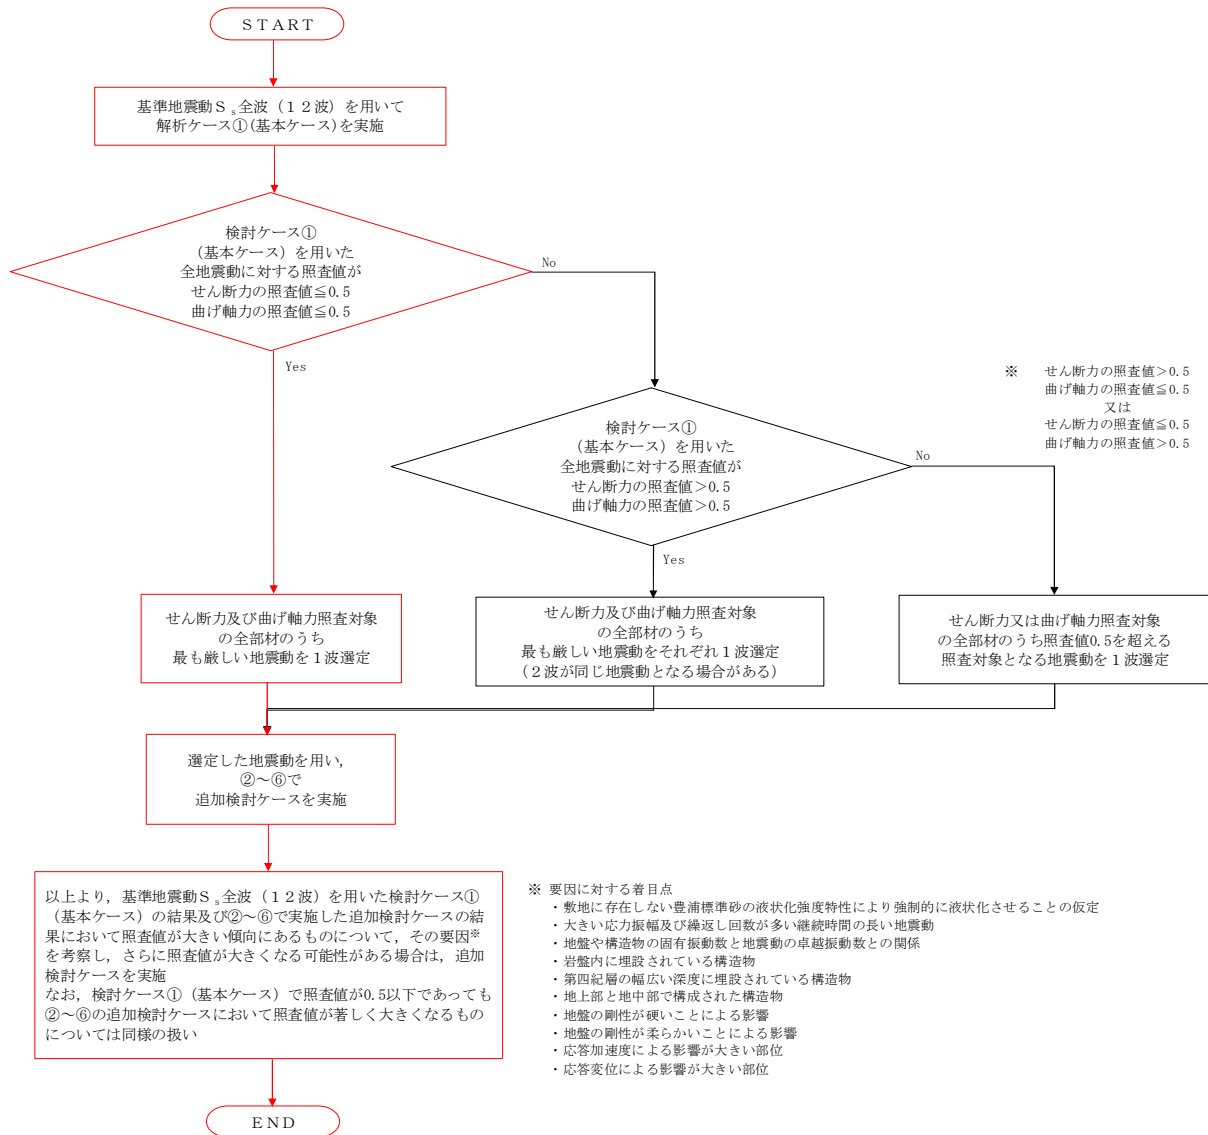 ＳＴＡＲＴ
基準地震動Ｓｓ全波（１２波）を用いて
解析ケース①(基本ケース)を実施
検討ケース①
（基本ケース）を用いた
全地震動に対する照査値が
せん断力の照査値≦0.5
曲げ軸力の照査値≦0.5
No
Yes
※　せん断力の照査値＞0.5
曲げ軸力の照査値≦0.5
又は
せん断力の照査値≦0.5
曲げ軸力の照査値＞0.5
検討ケース①
（基本ケース）を用いた
全地震動に対する照査値が
せん断力の照査値＞0.5
曲げ軸力の照査値＞0.5
No
Yes
せん断力及び曲げ軸力照査対象
の全部材のうち
最も厳しい地震動を１波選定
せん断力及び曲げ軸力照査対象
の全部材のうち
最も厳しい地震動をそれぞれ１波選定
（２波が同じ地震動となる場合がある）
せん断力又は曲げ軸力照査対象
の全部材のうち照査値0.5を超える
照査対象となる地震動を１波選定
選定した地震動を用い，
②～⑥で
追加検討ケースを実施
以上より，基準地震動Ｓｓ全波（１２波）を用いた検討ケース①
（基本ケース）の結果及び②～⑥で実施した追加検討ケースの結
果において照査値が大きい傾向にあるものについて，その要因※
を考察し，さらに照査値が大きくなる可能性がある場合は，追加
検討ケースを実施
なお，検討ケース①（基本ケース）で照査値が0.5以下であっても
②～⑥の追加検討ケースにおいて照査値が著しく大きくなるもの
については同様の扱い
※ 要因に対する着目点
・敷地に存在しない豊浦標準砂の液状化強度特性により強制的に液状化させることの仮定
・大きい応力振幅及び繰返し回数が多い継続時間の長い地震動
・地盤や構造物の固有振動数と地震動の卓越振動数との関係
・岩盤内に埋設されている構造物
・第四紀層の幅広い深度に埋設されている構造物
・地上部と地中部で構成された構造物
・地盤の剛性が硬いことによる影響
・地盤の剛性が柔らかいことによる影響
・応答加速度による影響が大きい部位
・応答変位による影響が大きい部位
ＥＮＤ